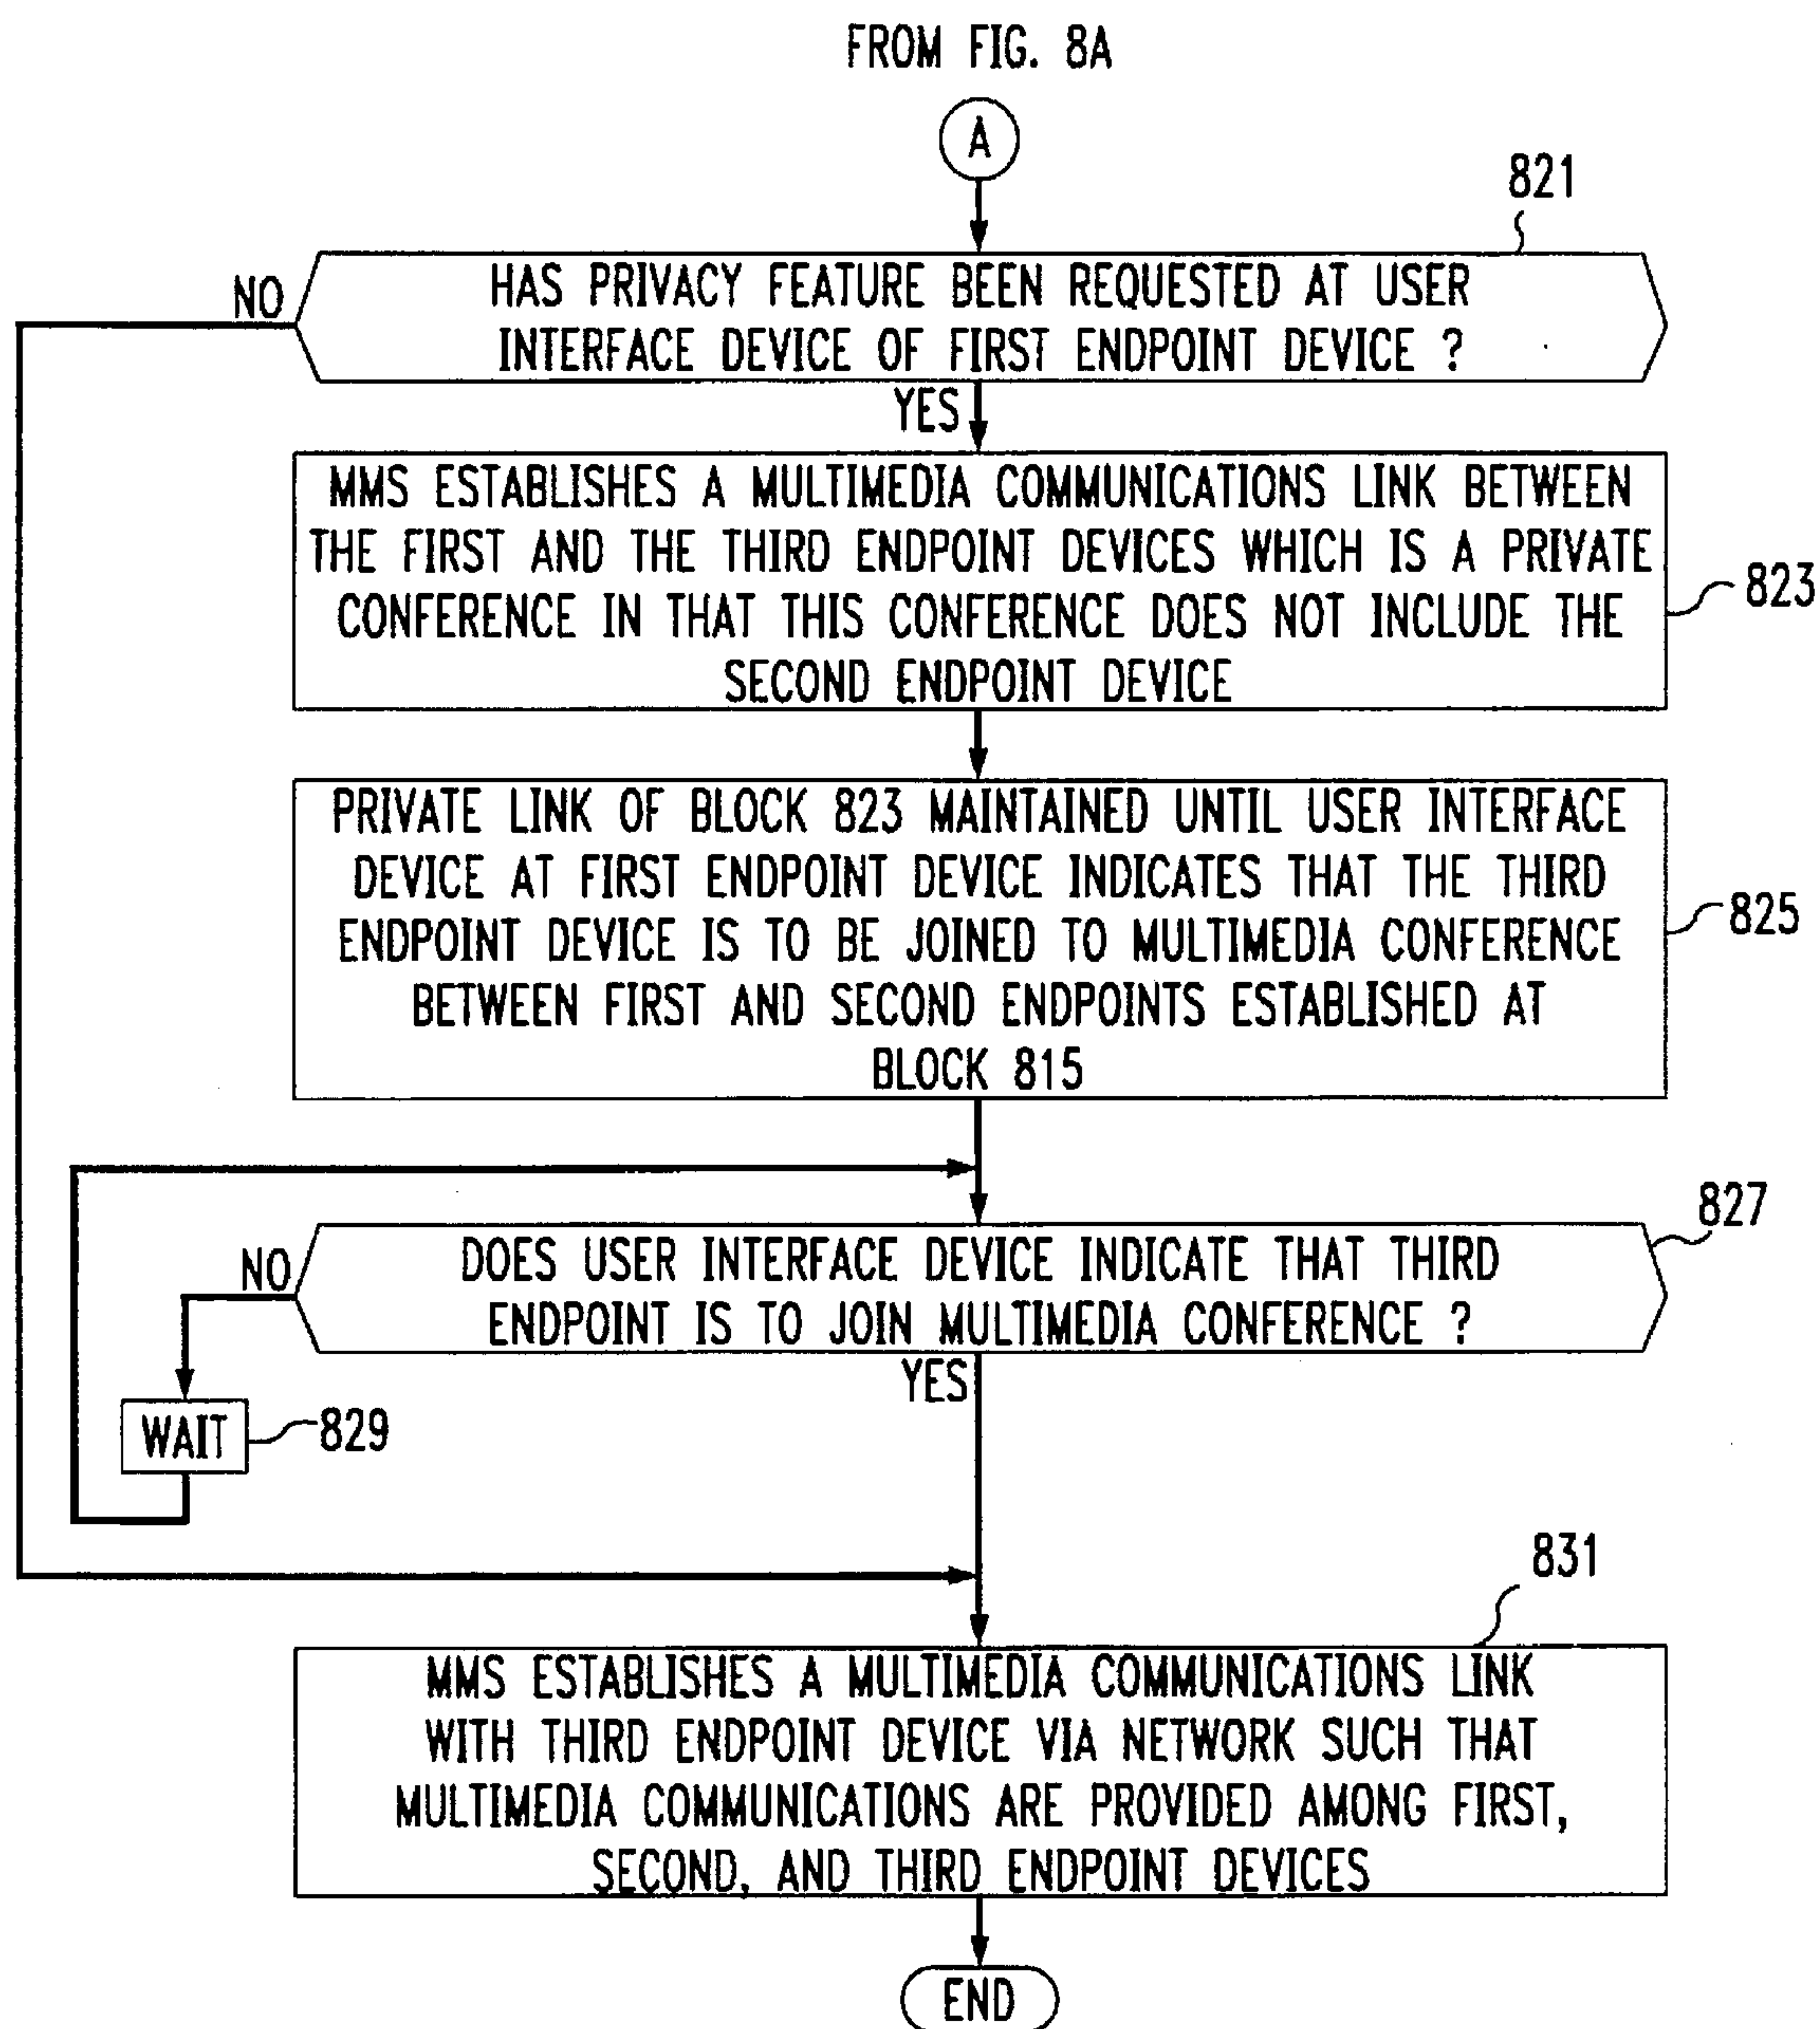 FROM FIG. 8A
A
821
NO
HAS PRIVACY FEATURE BEEN REQUESTED AT USER
INTERFACE DEVICE OF FIRST ENDPOINT DEVICE ?
YES
MMS ESTABLISHES A MULTIMEDIA COMMUNICATIONS LINK BETWEEN
THE FIRST AND THE THIRD ENDPOINT DEVICES WHICH IS A PRIVATE
CONFERENCE IN THAT THIS CONFERENCE DOES NOT INCLUDE THE
SECOND ENDPOINT DEVICE
823
PRIVATE LINK OF BLOCK 823 MAINTAINED UNTIL USER INTERFACE
DEVICE AT FIRST ENDPOINT DEVICE INDICATES THAT THE THIRD
ENDPOINT DEVICE IS TO BE JOINED TO MULTIMEDIA CONFERENCE
BETWEEN FIRST AND SECOND ENDPOINTS ESTABLISHED AT
BLOCK 815
825
827
NO
DOES USER INTERFACE DEVICE INDICATE THAT THIRD
ENDPOINT IS TO JOIN MULTIMEDIA CONFERENCE ?
YES
WAIT
829
831
MMS ESTABLISHES A MULTIMEDIA COMMUNICATIONS LINK
WITH THIRD ENDPOINT DEVICE VIA NETWORK SUCH THAT
MULTIMEDIA COMMUNICATIONS ARE PROVIDED AMONG FIRST,
SECOND, AND THIRD ENDPOINT DEVICES
END